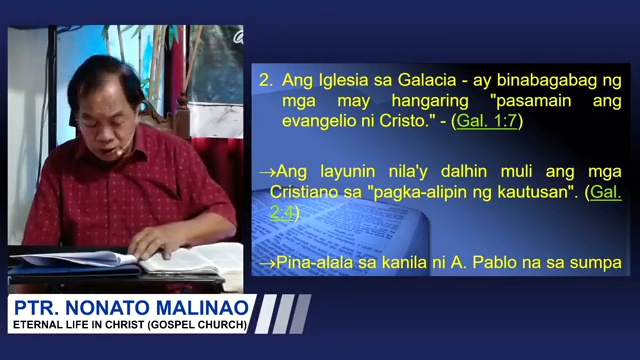 2. Ang Iglesia sa Galacia - ay binabagabag ng
mga may hangaring "pasamain ang
evangelio ni Cristo." - (Gal. 1:7)
→Ang layunin nila'y dalhin muli ang mga
Cristiano sa "pagka-alipin ng kautusan". (Gal.
2:4)
→Pina-alala sa kanila ni A. Pablo na sa sumpa
PTR. NONATO MALINAO
ETERNAL LIFE IN CHRIST (GOSPEL CHURCH)